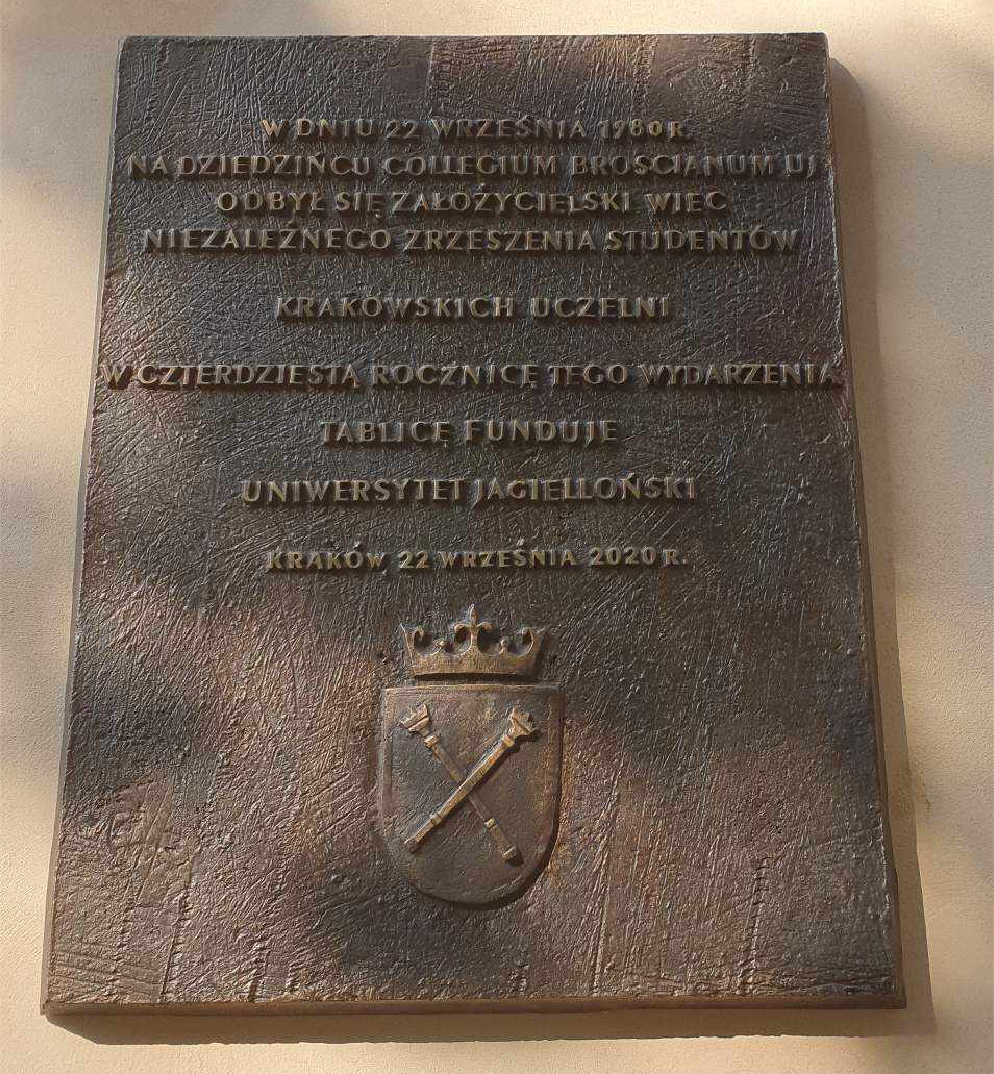 W DNIU 22 WRZEŚNIA 1980 R.
NA DZIEDZIŃCU COLLEGIUM BROSCIANUM UJ
ODBYŁ SIĘ ZAŁOŻYCIELSKI WIEC
NIEZALEŻNEGO ZRZESZENIA STUDENTÓW
KRAKOWSKICH UCZELNI
W CZTERDZIESTĄ ROCZNICĘ TEGO WYDARZENIA
TABLICĘ FUNDUJE
UNIWERSYTET JAGIELLOŃSKI
KRAKÓW 22 WRZEŚNIA 2020 R.